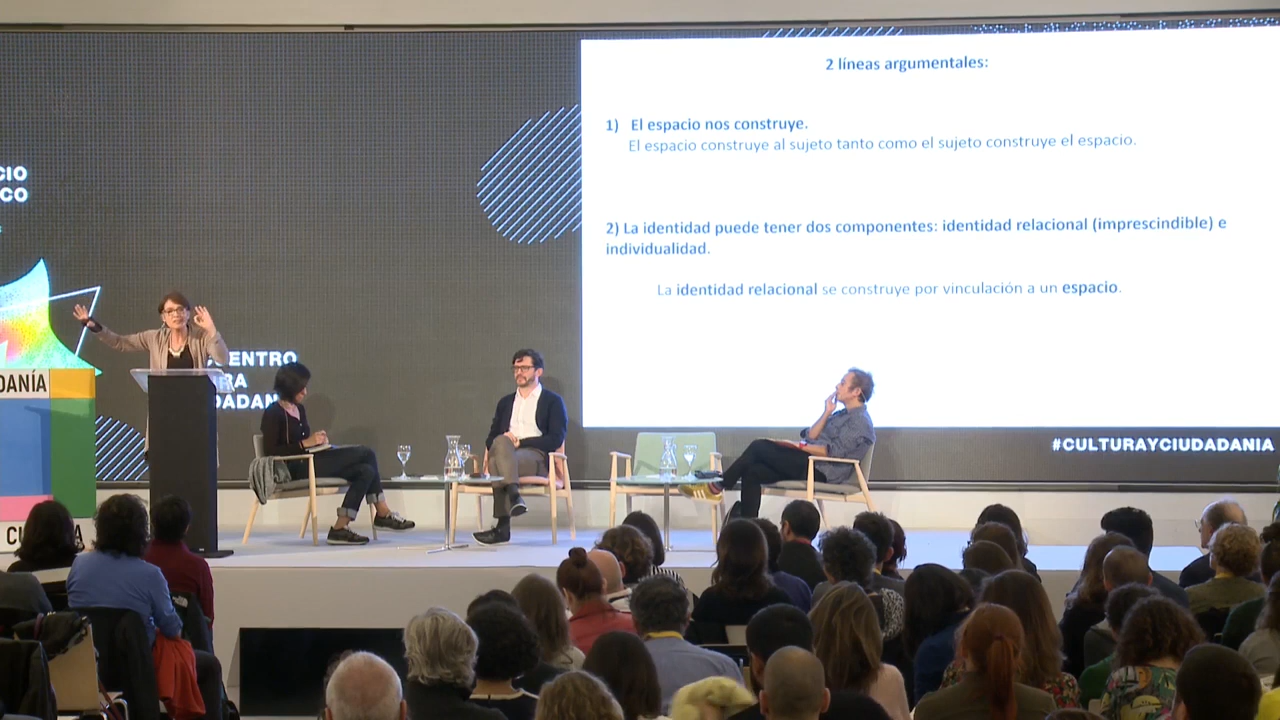 2 líneas argumentales:
1) El espacio nos construye.
El espacio construye al sujeto tanto como el sujeto construye el espacio.
2) La identidad puede tener dos componentes: identidad relacional (imprescindible) e
individualidad.
La identidad relacional se construye por vinculación a un espacio.
#CULTURAYCIUDADANIA